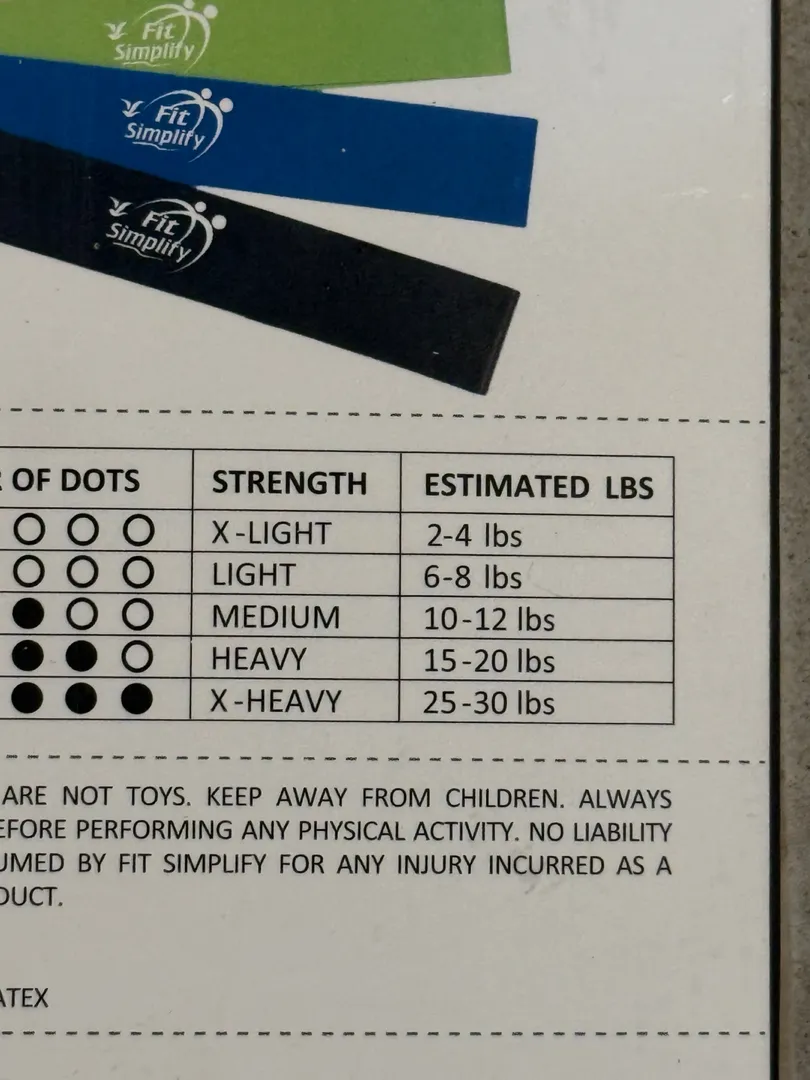 Fit
Simplify
Fit
Simplify
Fit
Simplify
OF DOTS STRENGTH ESTIMATED LBS
X-LIGHT 2-4 lbs
LIGHT 6-8 lbs
MEDIUM 10-12 lbs
HEAVY 15-20 lbs
X-HEAVY 25-30 lbs
ARE NOT TOYS. KEEP AWAY FROM CHILDREN. ALWAYS
EFORE PERFORMING ANY PHYSICAL ACTIVITY. NO LIABILITY
UMED BY FIT SIMPLIFY FOR ANY INJURY INCURRED AS A
DUCT.
ATEX